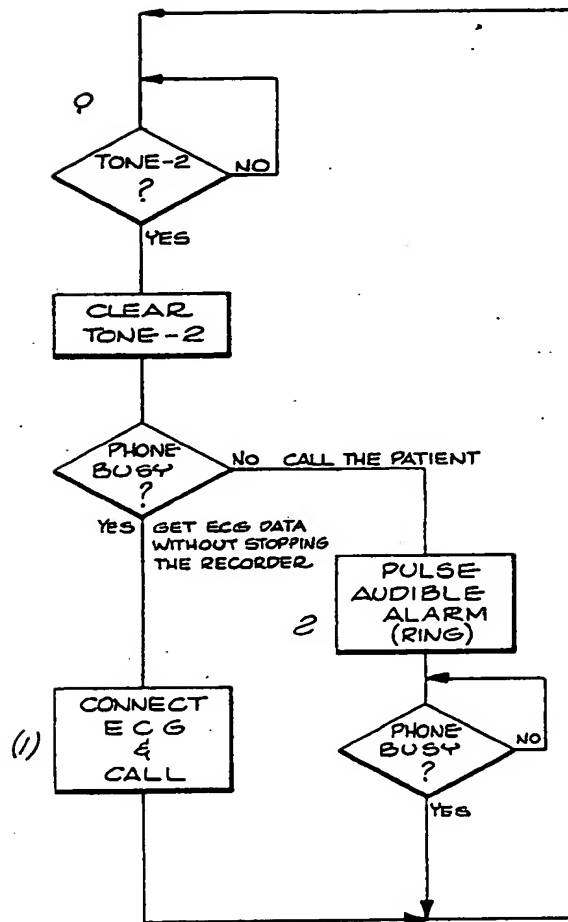 TONE-2
?
NO
YES
CLEAR
TONE-2
PHONE
BUSY
?
NO CALL THE PATIENT
YES GET ECG DATA
WITHOUT STOPPING
THE RECORDER
PULSE
AUDIBLE
ALARM
(RING)
2
CONNECT
ECG
&
CALL
(1)
PHONE
BUSY
?
NO
YES